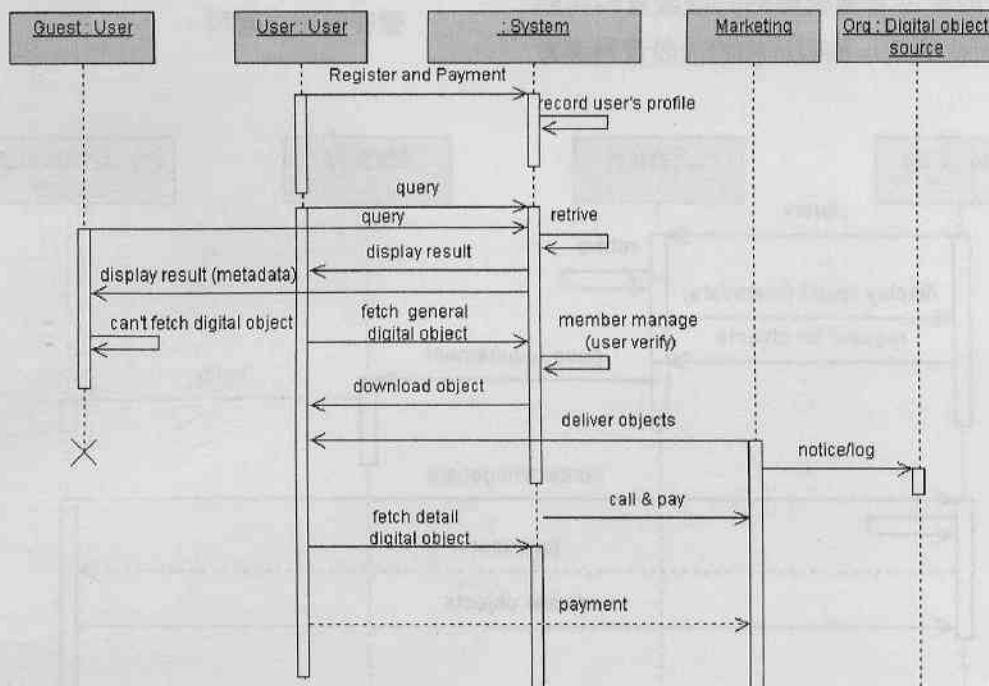 Guest : User
User : User
: System
Marketing
Org : Digital object
source
Register and Payment
record user's profile
query
query
retrive
display result
display result (metadata)
can't fetch digital object
fetch general
digital object
member manage
(user verify)
download object
deliver objects
notice/log
call & pay
fetch detail
digital object
payment